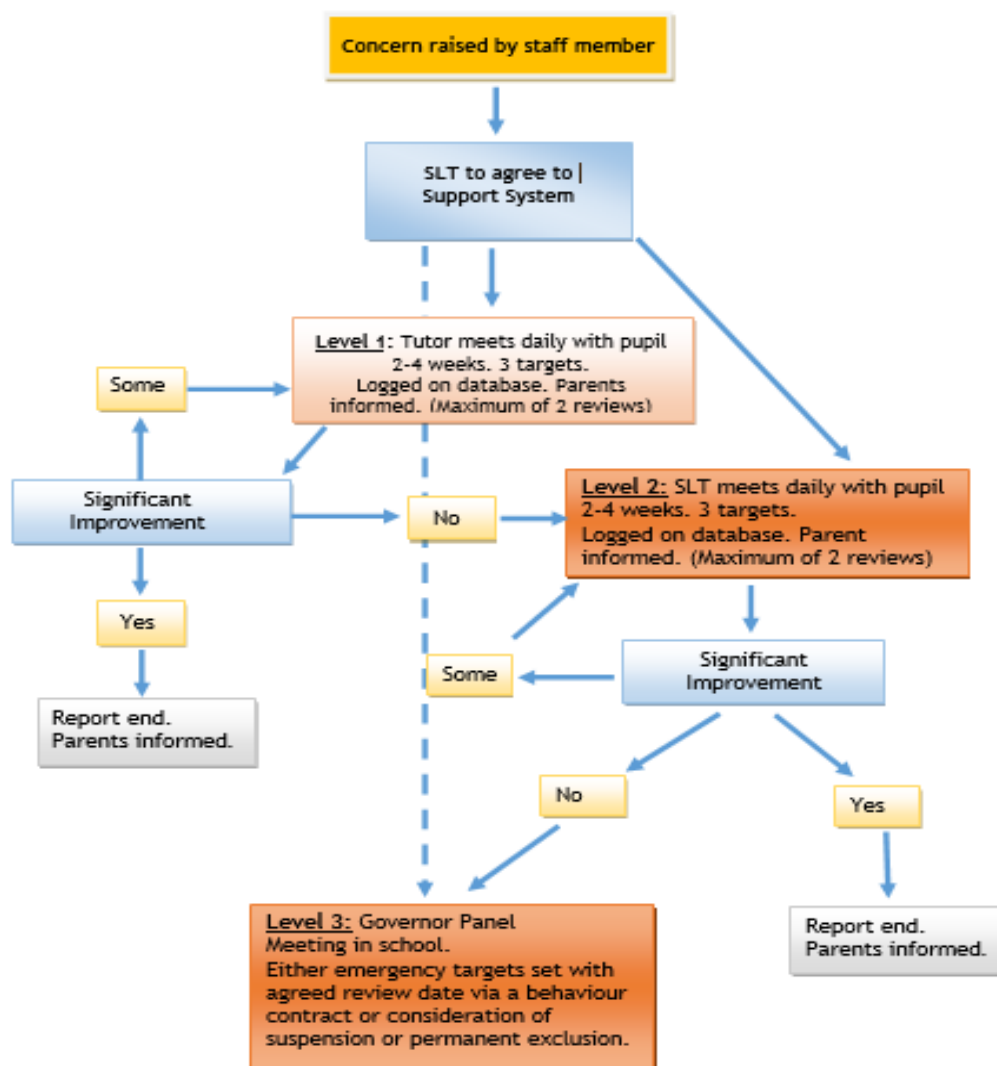 Concern raised by staff member
SLT to agree to
Support System
Level 1: Tutor meets daily with pupil
2-4 weeks. 3 targets.
Logged on database. Parents
informed. (Maximum of 2 reviews)
Some
Significant
Improvement
No
Level 2: SLT meets daily with pupil
2-4 weeks. 3 targets.
Logged on database. Parent
informed. (Maximum of 2 reviews)
Yes
Some
Significant
Improvement
Report end.
Parents informed.
No
Yes
Level 3: Governor Panel
Meeting in school.
Either emergency targets set with
agreed review date via a behaviour
contract or consideration of
suspension or permanent exclusion.
Report end.
Parents informed.